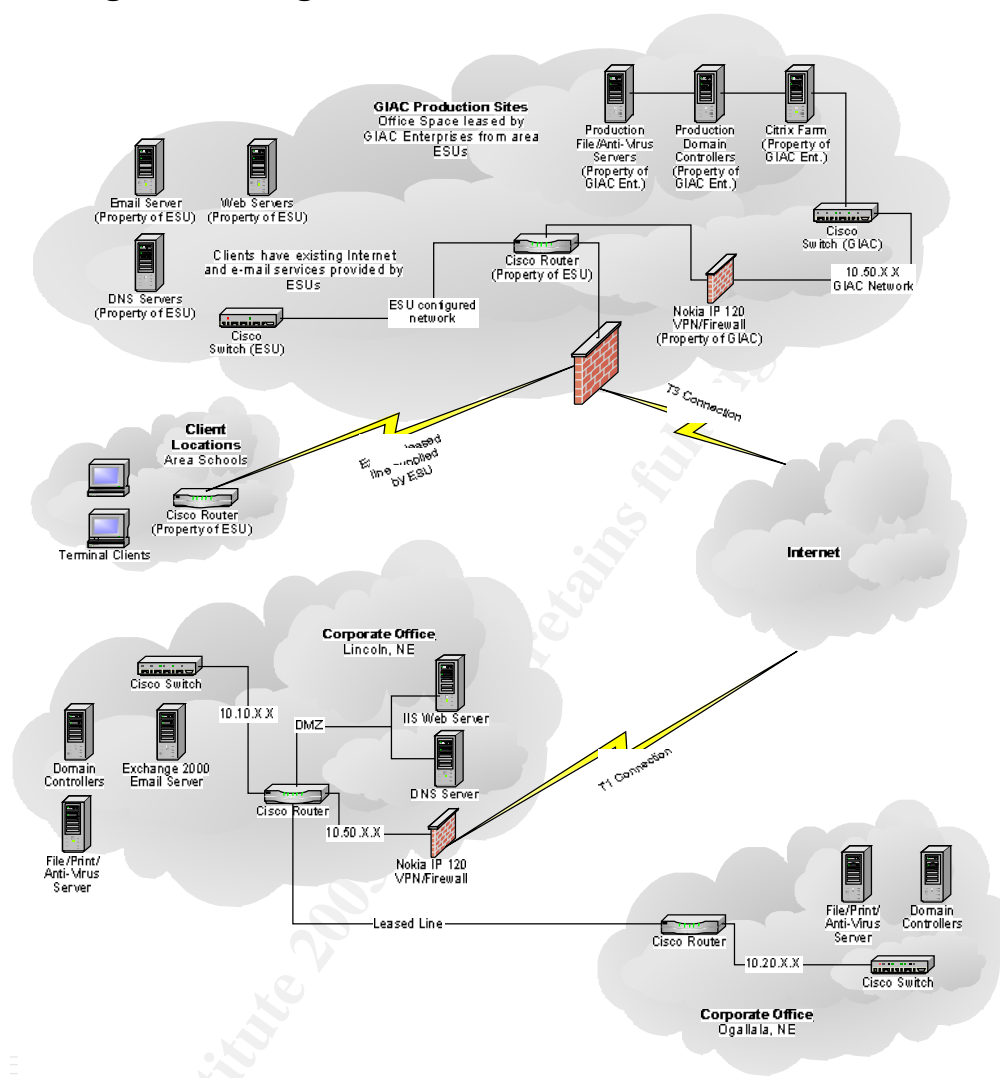 GIAC Production Sites
Office Space leased by
GIAC Enterprises from area
ESUs
Production
File/Anti-Virus
Servers
(Property of
GIAC Ent.)
Production
Domain
Controllers
(Property of
GIAC Ent.)
Citrix Farm
(Property of
GIAC Ent.)
Email Server
(Property of ESU)
Web Servers
(Property of ESU)
Cisco
Switch (GIAC)
Clients have existing Internet
and e-mail services provided by
ESUs
Cisco Router
(Property of ESU)
10.50.X.X
GIAC Network
DNS Servers
(Property of ESU)
ESU configured
network
Nokia IP 120
VPN/Firewall
(Property of GIAC)
Cisco
Switch (ESU)
T3 Connection
Client
Locations
Area Schools
leased
line supplied
by ESU
Cisco Router
(Property of ESU)
Terminal Clients
Internet
retains ful
Corporate Office,
Lincoln, NE
Cisco Switch
10.10.X.X
DMZ
IIS Web Server
Domain
Controllers
Exchange 2000
Email Server
DNS Server
T1 Connection
Cisco Router
10.50.X.X
File/Print/
Anti-Virus
Server
Nokia IP 120
VPN/Firewall
Leased Line
Cisco Router
File/Print/
Anti-Virus
Server
Domain
Controllers
10.20.X.X
Cisco Switch
Corporate Office,
Ogallala, NE